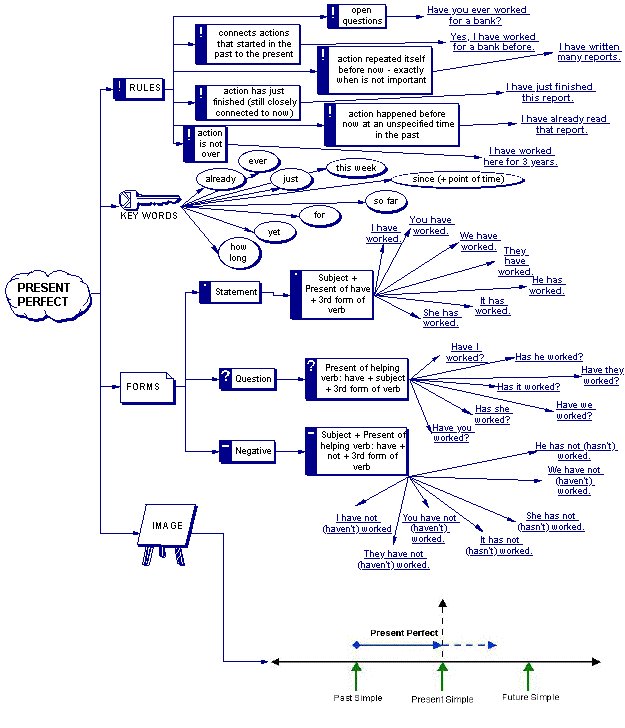 open
questions
Have you ever worked
for a bank?
!
connects actions
that started in the
past to the present
!
Yes, I have worked
for a bank before.
!
action repeated itself
before now - exactly
when is not important
I have written
many reports.
!
RULES
!
action has just
finished (still closely
connected to now)
I have just finished
this report.
!
action happened before
now at an unspecified time
in the past
I have already read
that report.
!
action
is not
over
I have worked
here for 3 years.
ever
already
just
this week
since (+ point of time)
so far
for
yet
how
long
KEY WORDS
PRESENT
PERFECT
Statement
Subject +
Present of have
+ 3rd form of
verb
I have
worked.
You have
worked.
We have
worked.
They
have
worked.
He has
worked.
It has
worked.
She has
worked.
FORMS
?
Question
?
Present of helping
verb: have + subject
+ 3rd form of verb
Have I
worked?
Has he worked?
Have they
worked?
Has it worked?
Have we
worked?
Has she
worked?
Have you
worked?
Negative
Subject + Present of
helping verb: have +
not + 3rd form of
verb
He has not (hasn't)
worked.
We have not
(haven't)
worked.
She has not
(hasn't) worked.
It has not
(hasn't) worked.
You have not
(haven't)
worked.
I have not
(haven't) worked
They have not
(haven't) worked.
IMAGE
Present Perfect
Past Simple
Present Simple
Future Simple